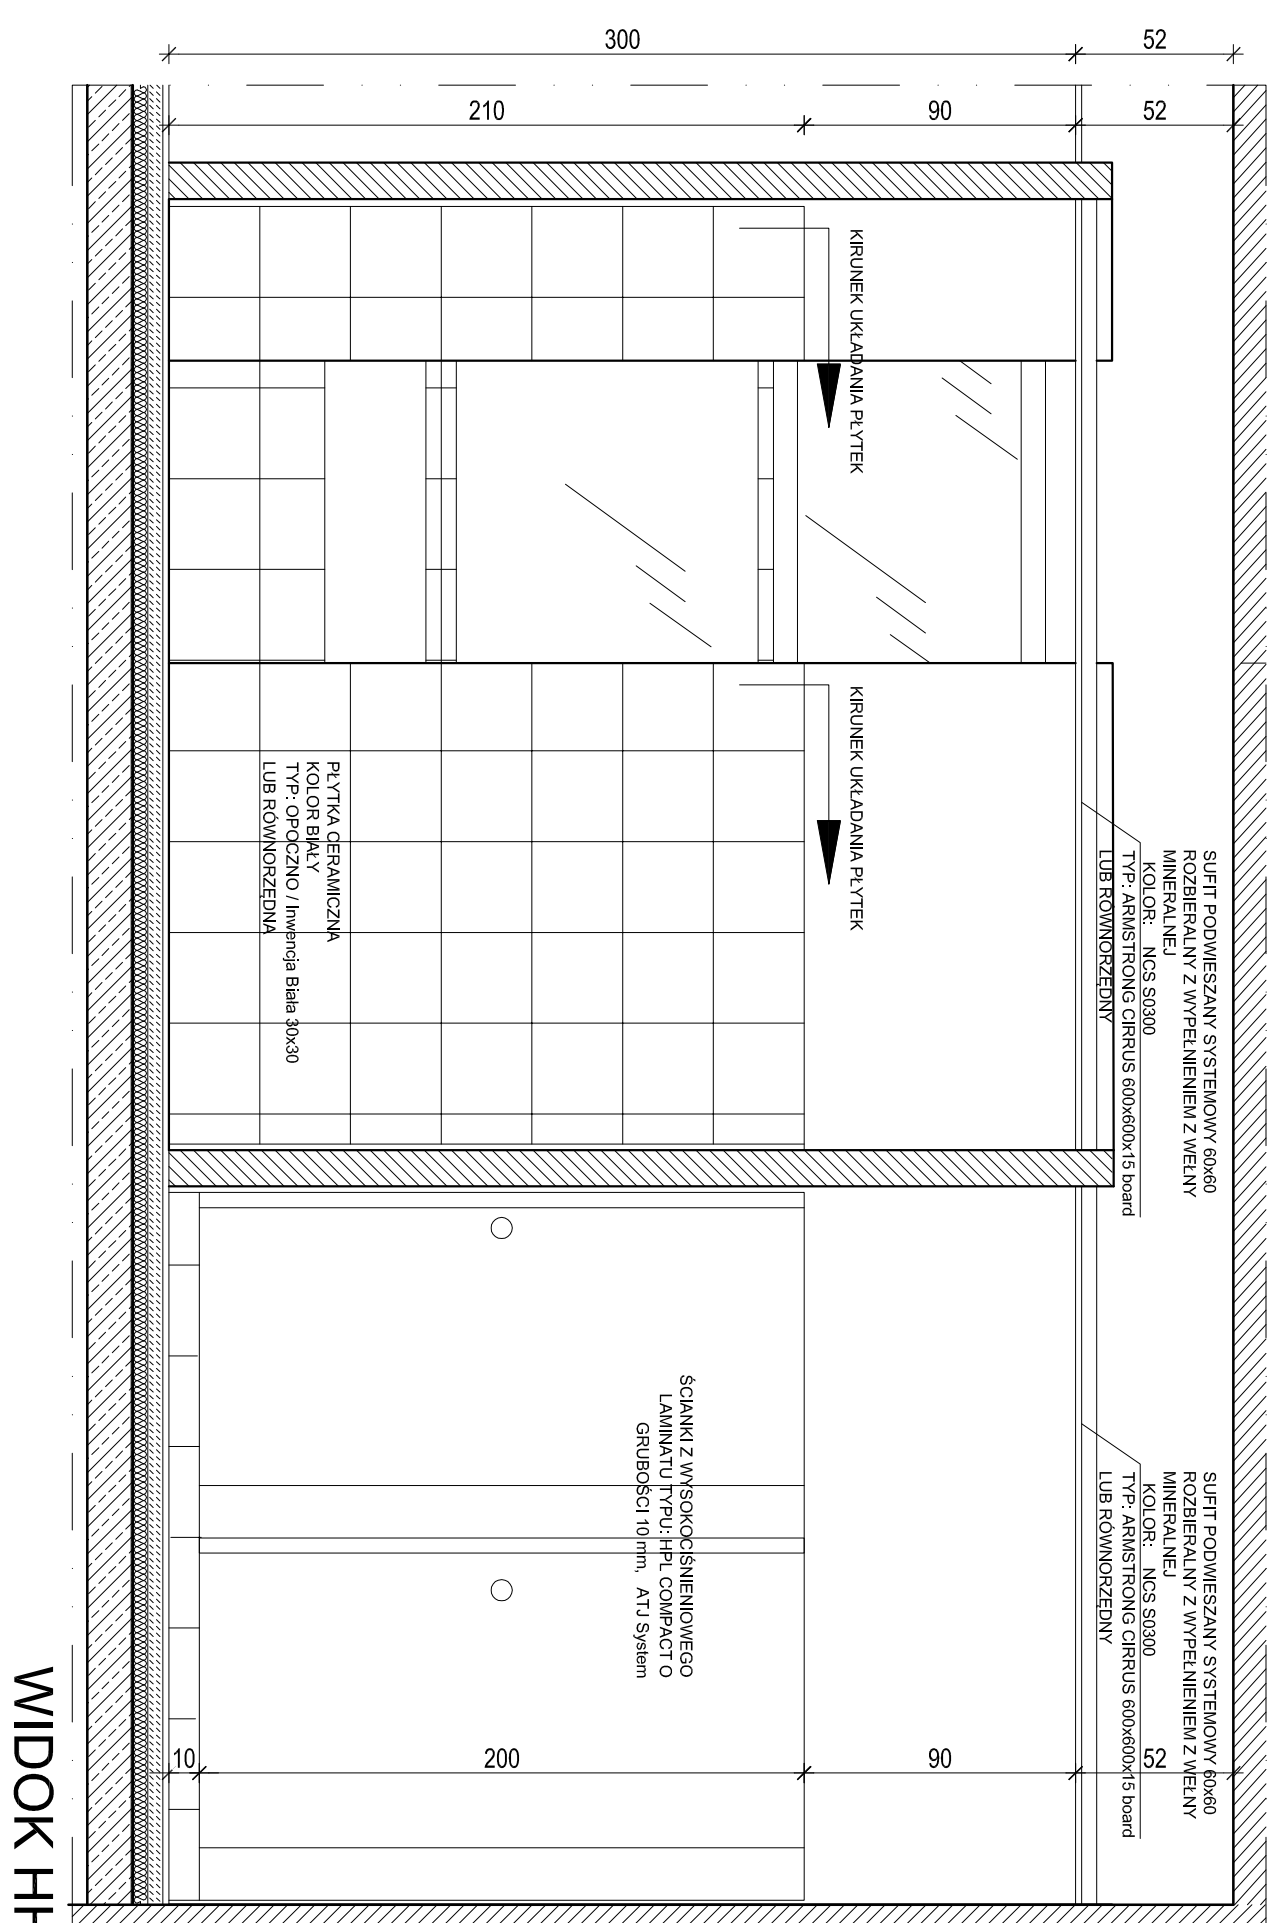 300
52
210
90
52
KIRUNEK UKŁADANIA PŁYTEK
KIRUNEK UKŁADANIA PŁYTEK
PŁYTKA CERAMICZNA
KOLOR BIAŁY
TYP: OPOCZNO / Inwencja Biała 30x30
LUB RÓWNORZĘDNA
SUFIT PODWIESZANY SYSTEMOWY 60x60
ROZBIERALNY Z WYPEŁNIENIEM Z WEŁNY
MINERALNEJ
KOLOR: NCS S0300
TYP: ARMSTRONG CIRRUS 600x600x15 board
LUB RÓWNORZĘDNY
SUFIT PODWIESZANY SYSTEMOWY 60x60
ROZBIERALNY Z WYPEŁNIENIEM Z WEŁNY
MINERALNEJ
KOLOR: NCS S0300
TYP: ARMSTRONG CIRRUS 600x600x15 board
LUB RÓWNORZĘDNY
ŚCIANKI Z WYSOKOCIŚNIENIOWEGO
LAMINATU TYPU: HPL COMPACT O
GRUBOŚCI 10 mm, ATJ System
10
200
90
52
WIDOK